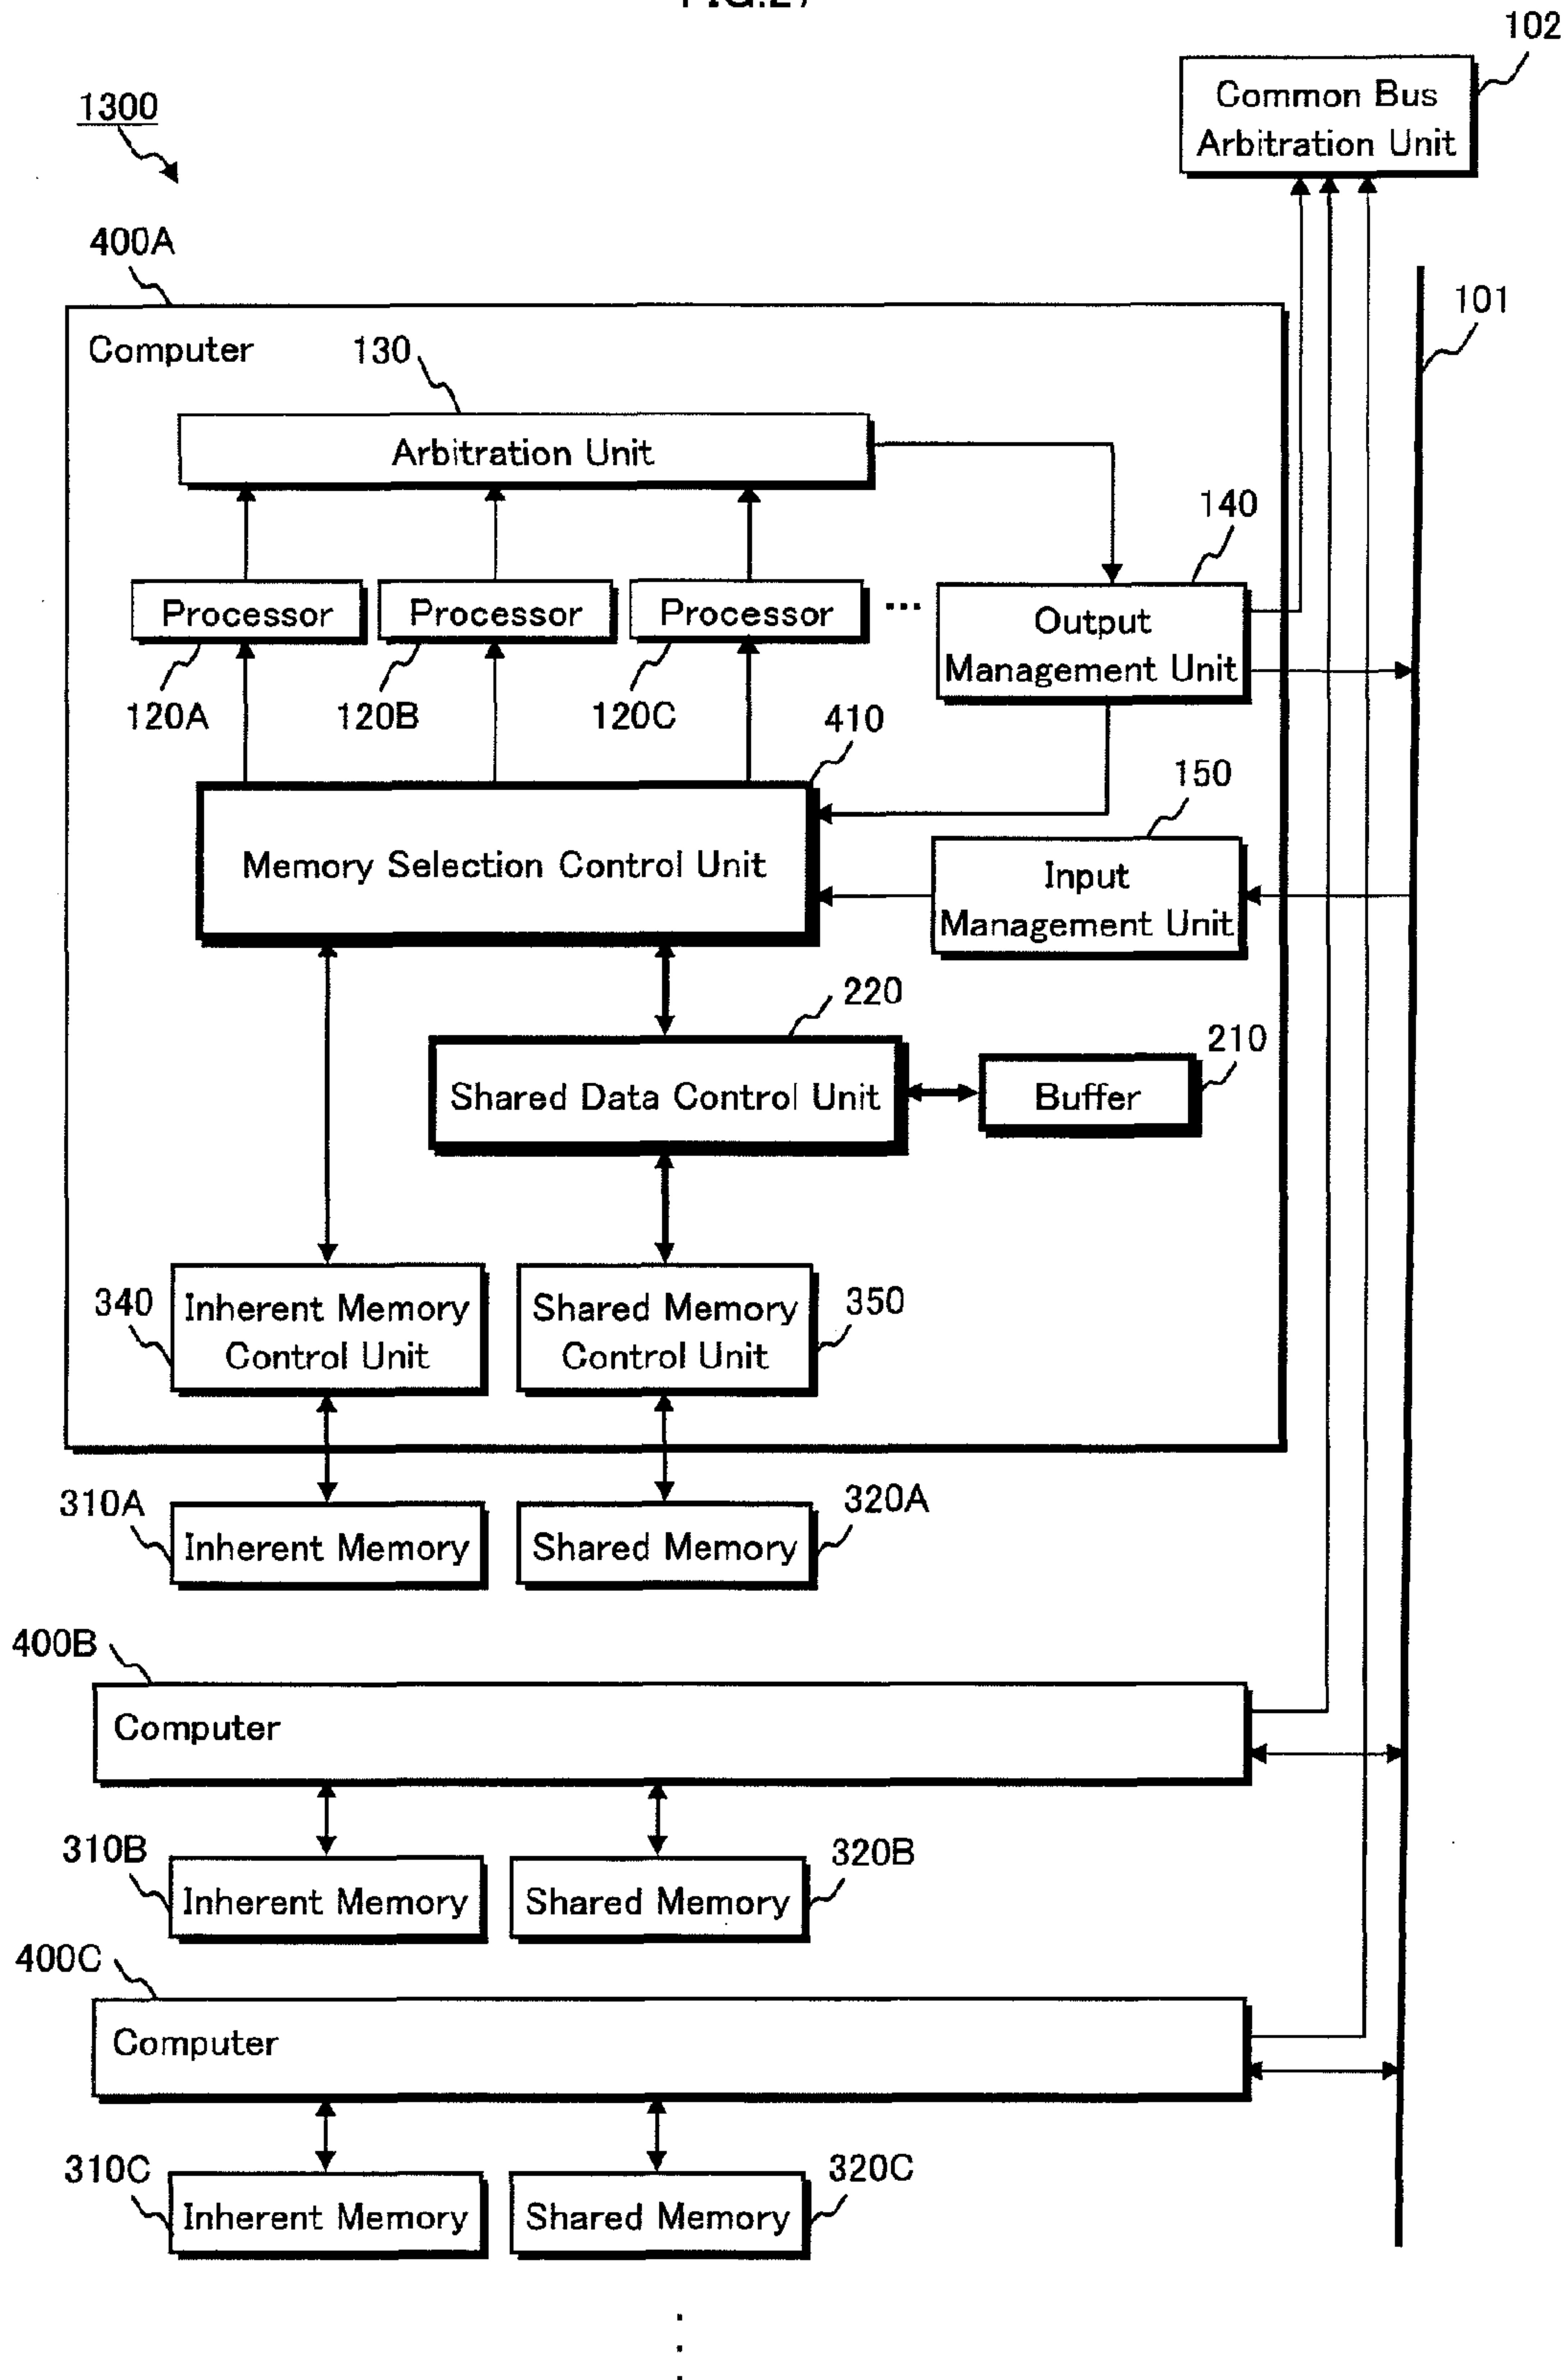 102
Common Bus
Arbitration Unit
1300
400A
101
Computer
130
Arbitration Unit
140
Processor
Processor
Processor
...
Output
Management Unit
120A
120B
120C
410
150
Memory Selection Control Unit
Input
Management Unit
220
210
Shared Data Control Unit
Buffer
340
Inherent Memory
Control Unit
Shared Memory
Control Unit
350
310A
Inherent Memory
Shared Memory
320A
400B
Computer
310B
Inherent Memory
Shared Memory
320B
400C
Computer
310C
Inherent Memory
Shared Memory
320C